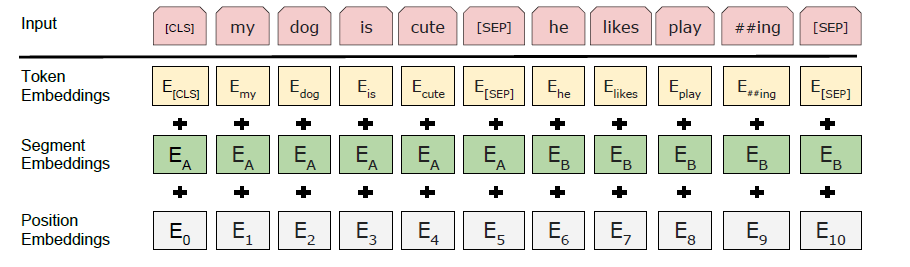 Input [CLS] my dog is cute [SEP] he likes play ##ing [SEP]
Token Embeddings E[CLS] Emy Edog Eis Ecute E[SEP] Ehe Elikes Eplay E##ing E[SEP]
+ + + + + + + + + + +
Segment Embeddings EA EA EA EA EA EA EB EB EB EB EB
+ + + + + + + + + + +
Position Embeddings E0 E1 E2 E3 E4 E5 E6 E7 E8 E9 E10